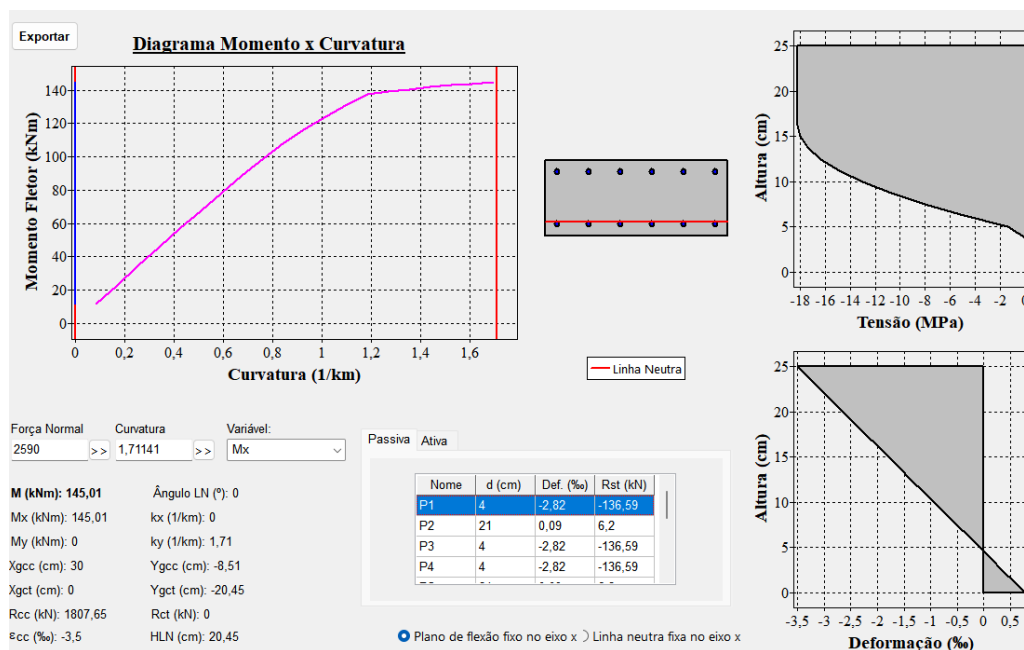 Exportar
Diagrama Momento x Curvatura
Momento Fletor (kNm)
140
120
100
80
60
40
20
0
0 0,2 0,4 0,6 0,8 1 1,2 1,4 1,6
Curvatura (1/km)
Linha Neutra
Altura (cm)
25
20
15
10
5
0
-18 -16 -14 -12 -10 -8 -6 -4 -2 0
Tensão (MPa)
Altura (cm)
25
20
15
10
5
0
-3,5 -3 -2,5 -2 -1,5 -1 -0,5 0 0,5
Deformação (‰)
Força Normal Curvatura Variável:
2590 >> 1,71141 >> Mx
M (kNm): 145,01 Ângulo LN (º): 0
Mx (kNm): 145,01 kx (1/km): 0
My (kNm): 0 ky (1/km): 1,71
Xgcc (cm): 30 Ygcc (cm): -8,51
Xgct (cm): 0 Ygct (cm): -20,45
Rcc (kN): 1807,65 Rct (kN): 0
εcc (‰): -3,5 HLN (cm): 20,45
Passiva Ativa
Nome d (cm) Def. (‰) Rst (kN)
P1 4 -2,82 -136,59
P2 21 0,09 6,2
P3 4 -2,82 -136,59
P4 4 -2,82 -136,59
Plano de flexão fixo no eixo x Linha neutra fixa no eixo x